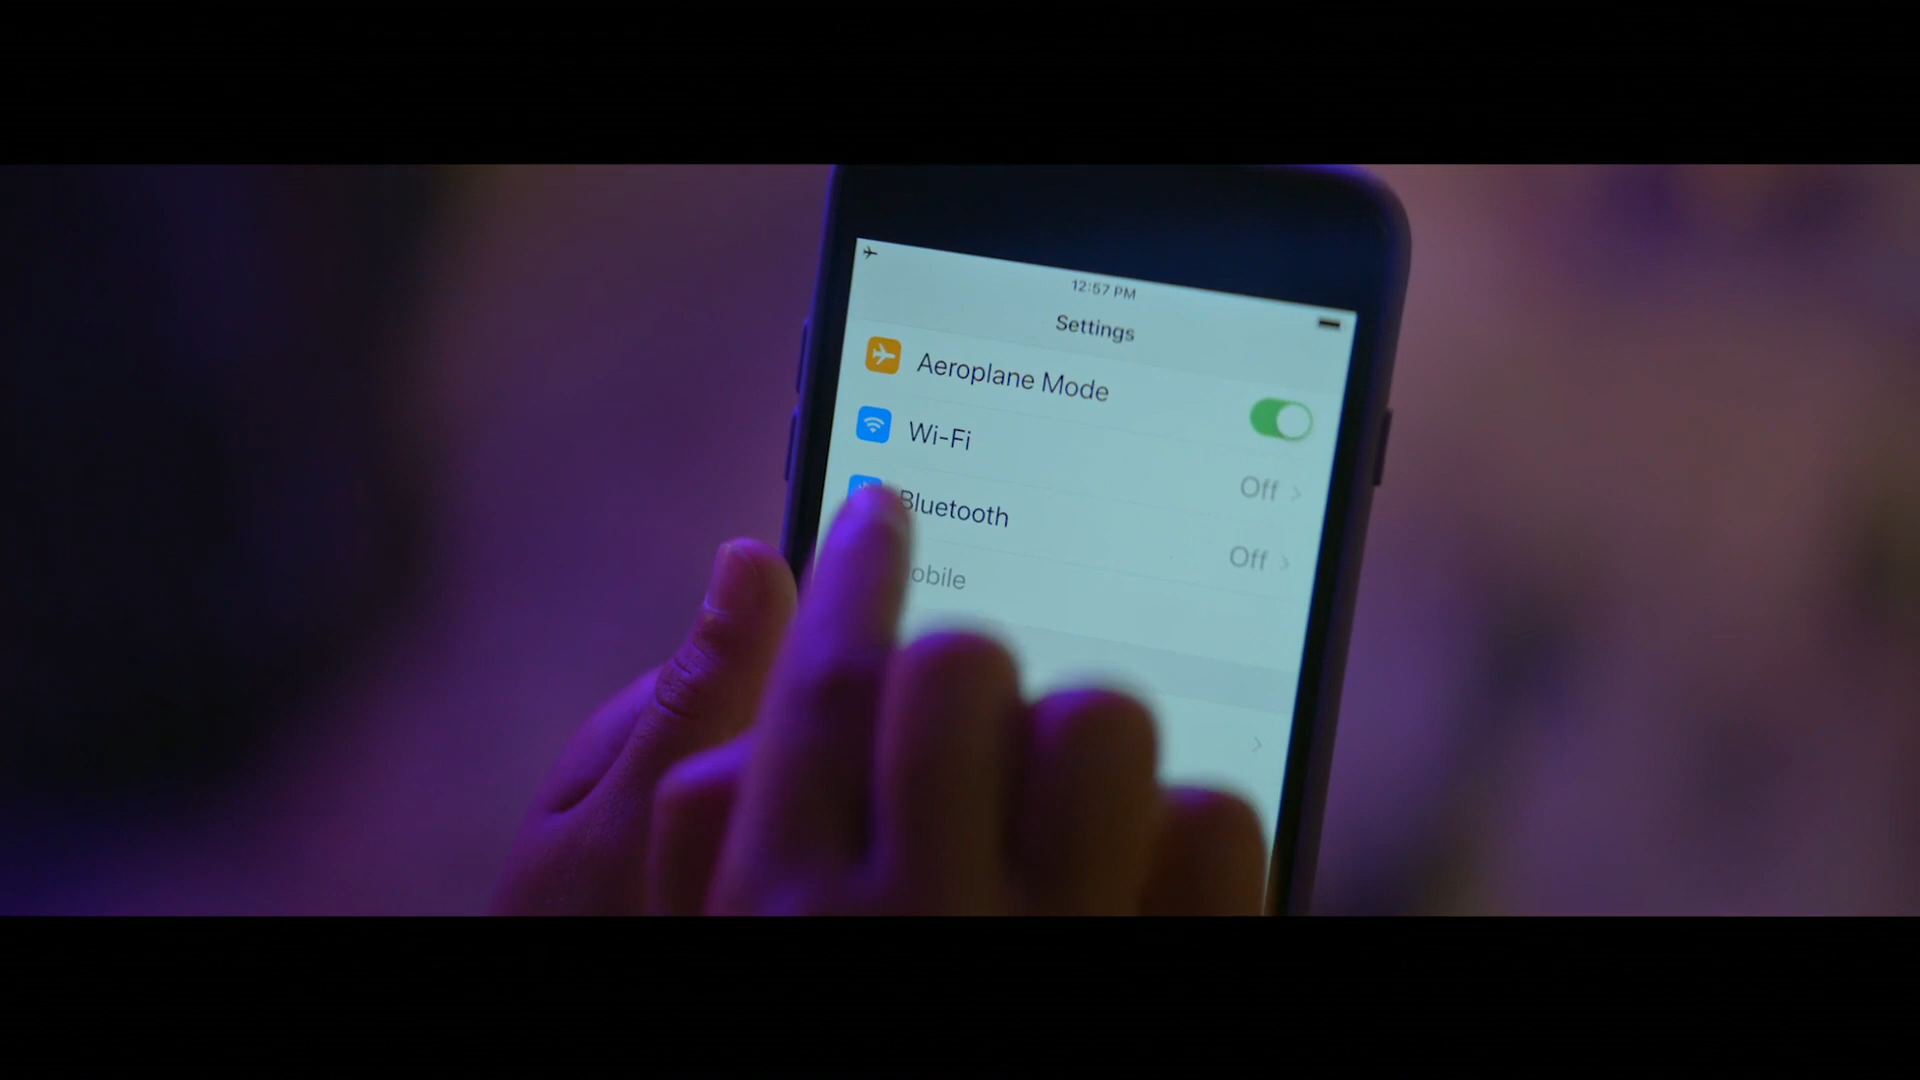 12:57 PM
Settings
Aeroplane Mode
Wi-Fi
Off
Bluetooth
Off
obile